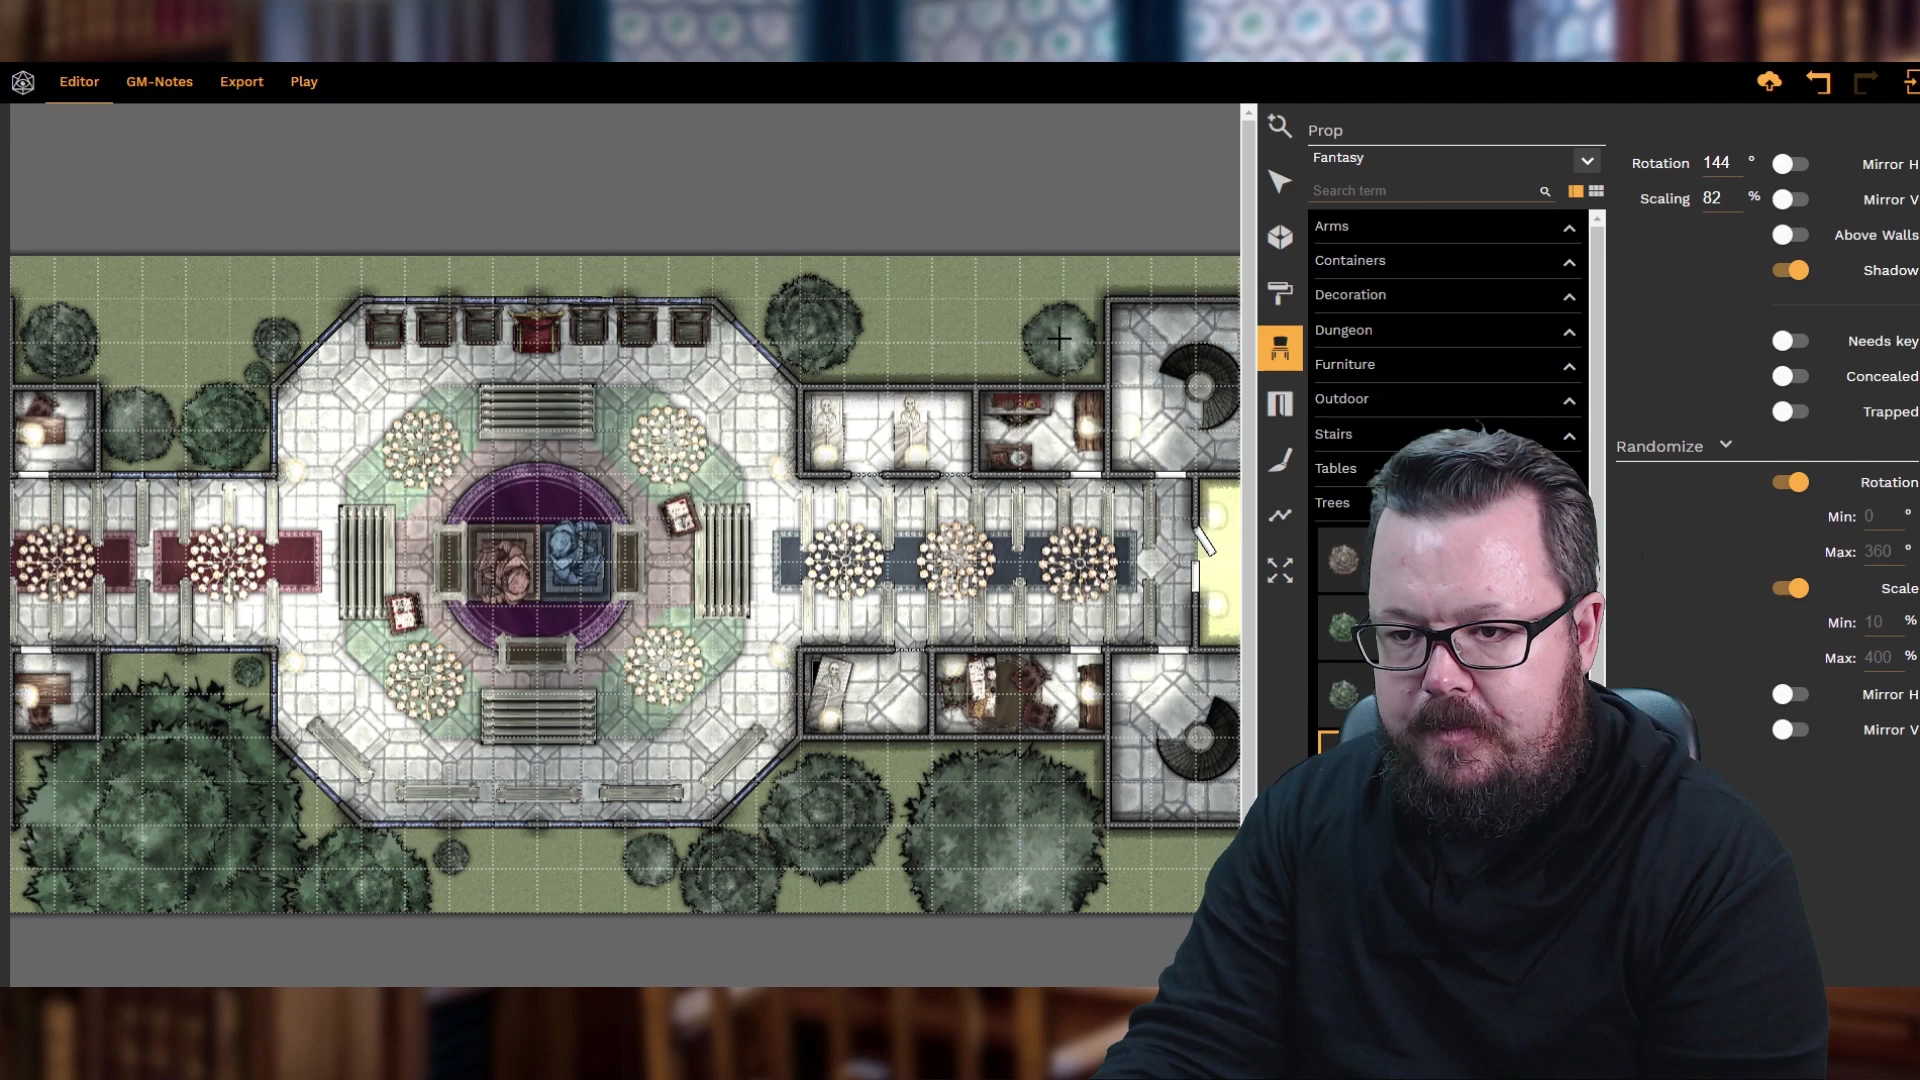 Editor GM-Notes Export Play
Prop
Fantasy
Search term
Arms
Containers
Decoration
Dungeon
Furniture
Outdoor
Stairs
Tables
Trees
Rotation 144 ° Mirror H
Scaling 82 % Mirror V
Above Walls
Shadow
Needs key
Concealed
Trapped
Randomize
Rotation
Min: 0 °
Max: 360 °
Scale
Min: 10 %
Max: 400 %
Mirror H
Mirror V